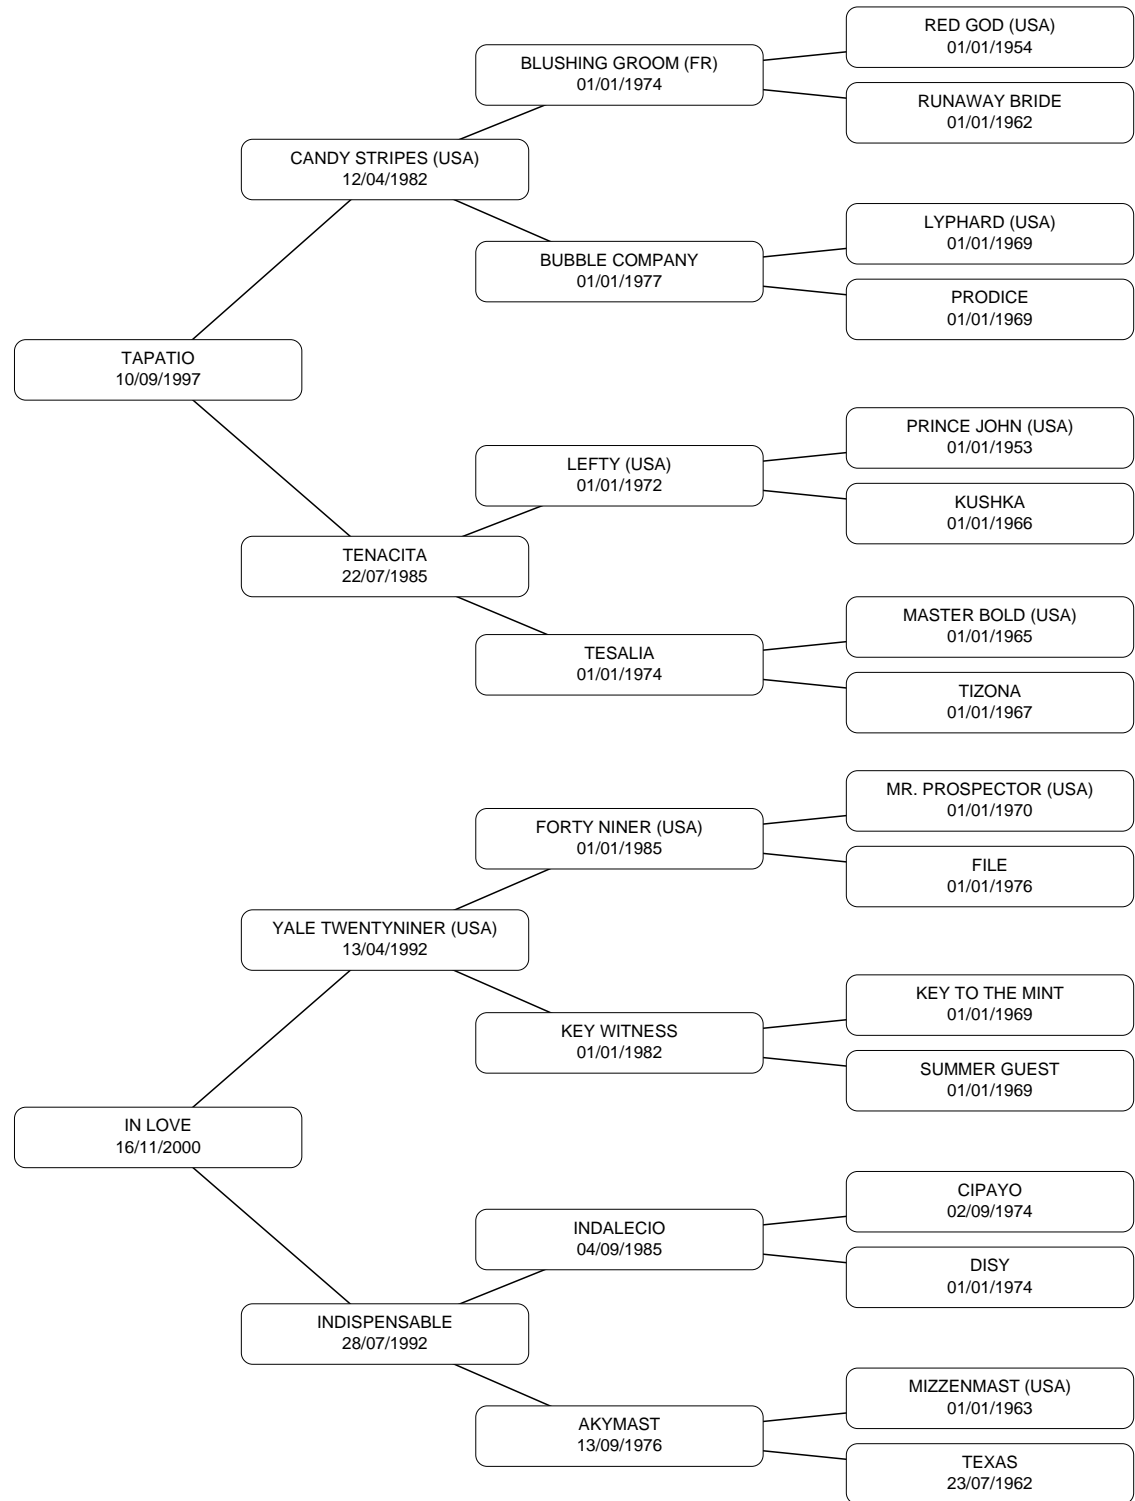 RED GOD (USA)
01/01/1954
BLUSHING GROOM (FR)
01/01/1974
RUNAWAY BRIDE
01/01/1962
CANDY STRIPES (USA)
12/04/1982
LYPHARD (USA)
01/01/1969
BUBBLE COMPANY
01/01/1977
PRODICE
01/01/1969
TAPATIO
10/09/1997
PRINCE JOHN (USA)
01/01/1953
LEFTY (USA)
01/01/1972
KUSHKA
01/01/1966
TENACITA
22/07/1985
MASTER BOLD (USA)
01/01/1965
TESALIA
01/01/1974
TIZONA
01/01/1967
MR. PROSPECTOR (USA)
01/01/1970
FORTY NINER (USA)
01/01/1985
FILE
01/01/1976
YALE TWENTYNINER (USA)
13/04/1992
KEY TO THE MINT
01/01/1969
KEY WITNESS
01/01/1982
SUMMER GUEST
01/01/1969
IN LOVE
16/11/2000
CIPAYO
02/09/1974
INDALECIO
04/09/1985
DISY
01/01/1974
INDISPENSABLE
28/07/1992
MIZZENMAST (USA)
01/01/1963
AKYMAST
13/09/1976
TEXAS
23/07/1962